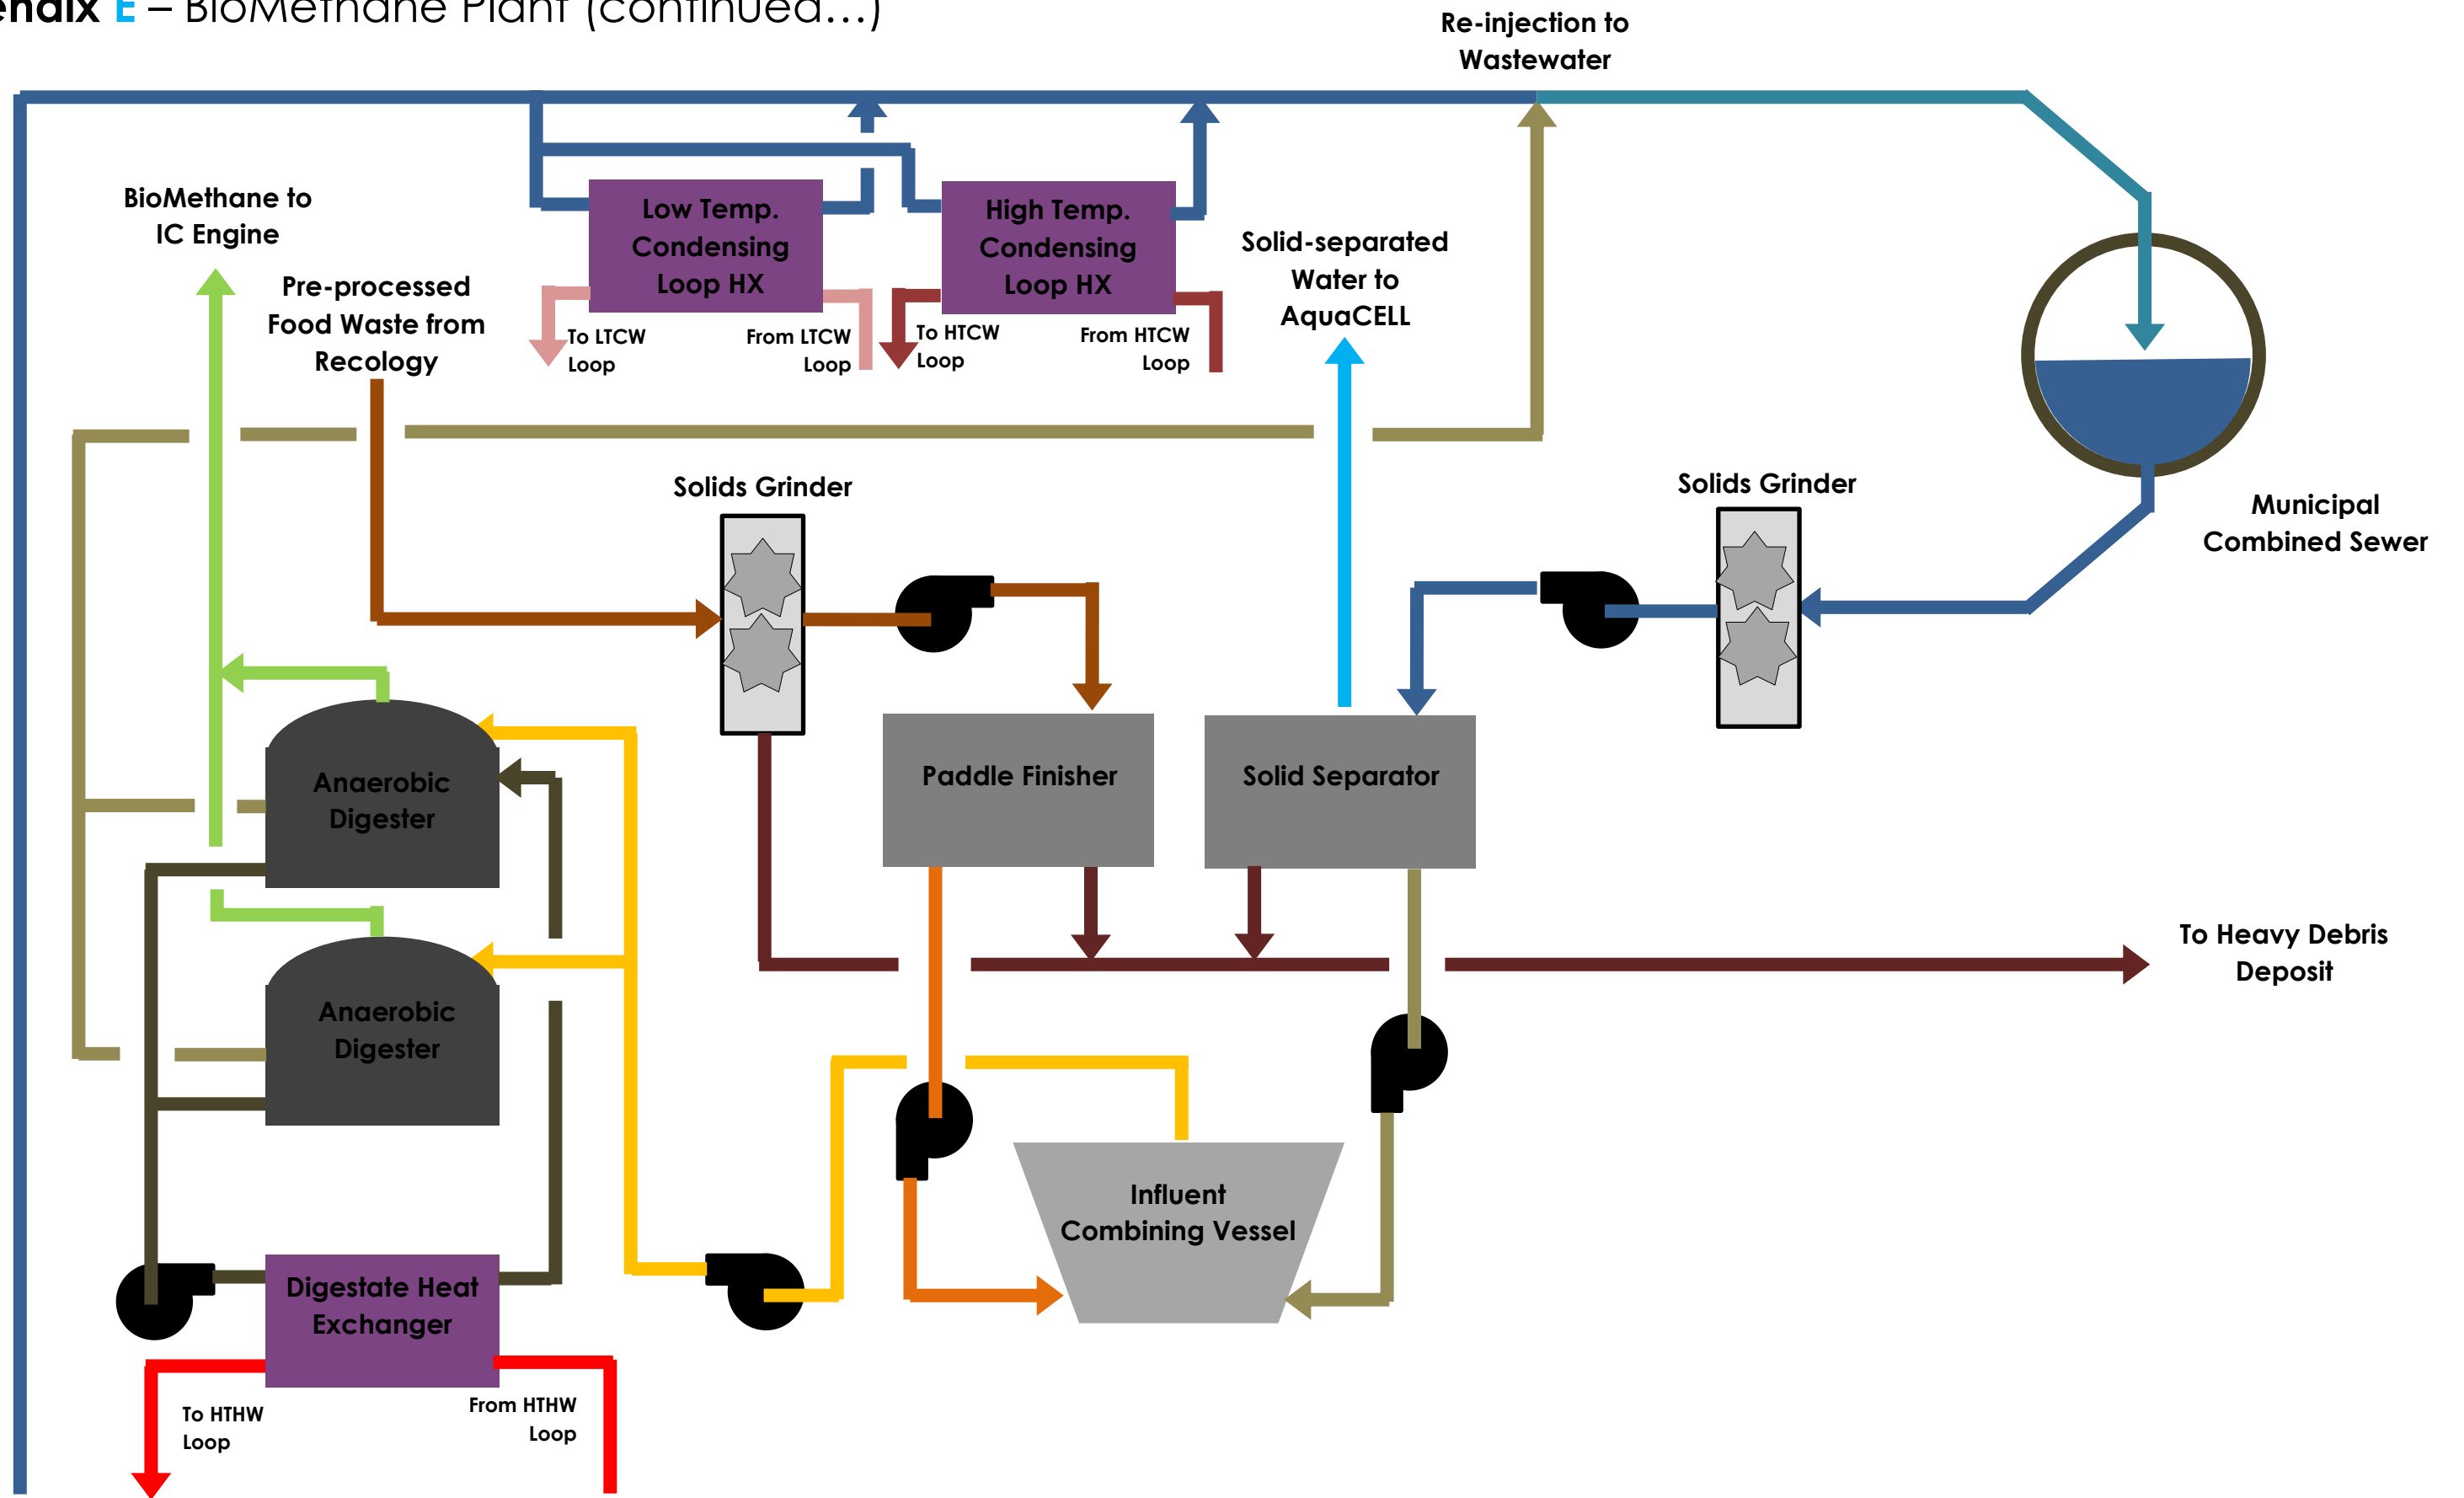 endix E – BioMethane Plant (continued…)
Re-injection to
Wastewater
BioMethane to
IC Engine
Pre-processed
Food Waste from
Recology
Low Temp.
Condensing
Loop HX
High Temp.
Condensing
Loop HX
To LTCW
Loop
From LTCW
Loop
To HTCW
Loop
From HTCW
Loop
Solid-separated
Water to
AquaCELL
Solids Grinder
Solids Grinder
Municipal
Combined Sewer
Anaerobic
Digester
Paddle Finisher
Solid Separator
To Heavy Debris
Deposit
Anaerobic
Digester
Influent
Combining Vessel
Digestate Heat
Exchanger
To HTHW
Loop
From HTHW
Loop